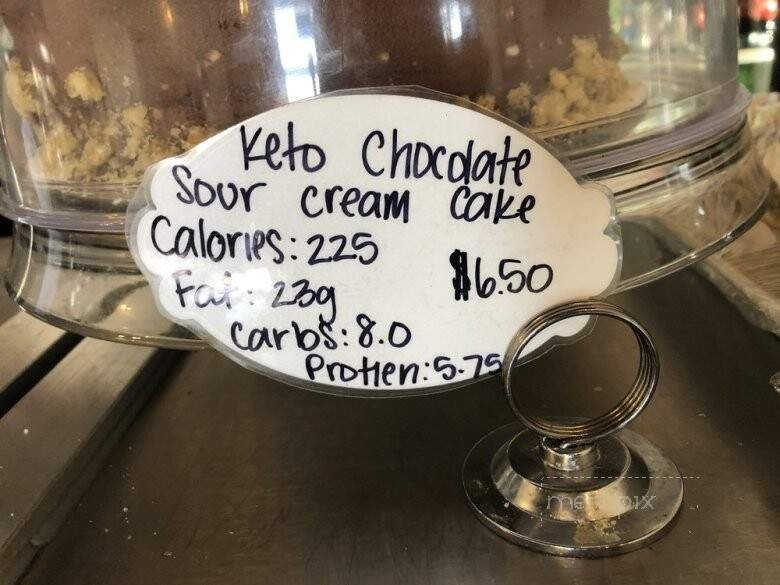 Keto Chocolate
Sour cream Cake
Calories: 225
$6.50
Fat: 23g
Carbs: 8.0
Protien: 5.75